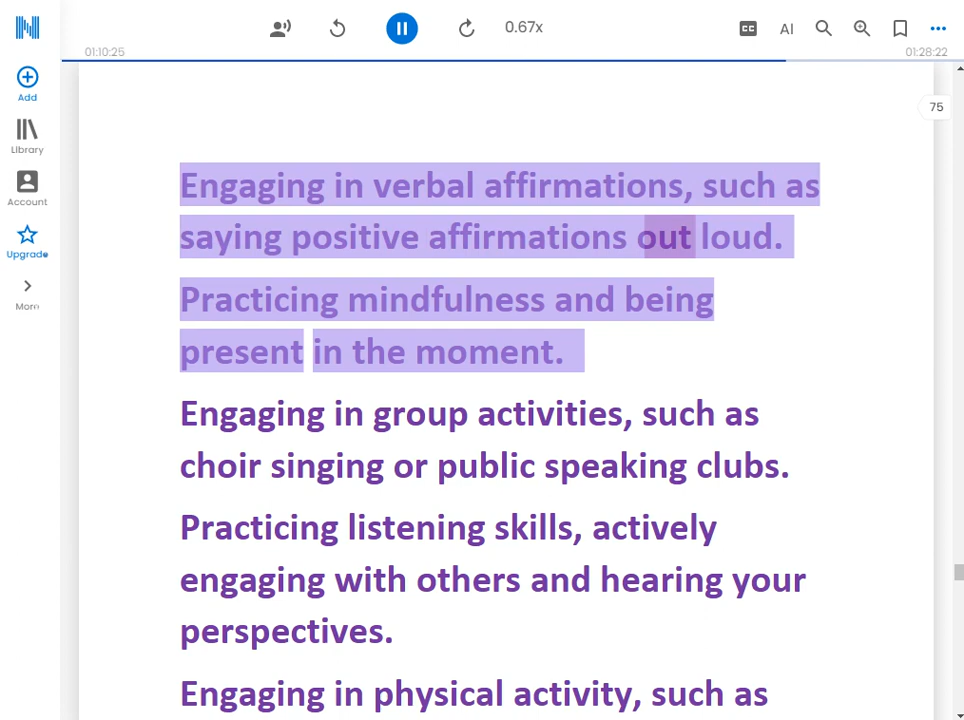 0.67x
CC
AI
01:10:25
01:28:22
Add
Library
Account
Upgrade
More
75
Engaging in verbal affirmations, such as
saying positive affirmations out loud.
Practicing mindfulness and being
present in the moment.
Engaging in group activities, such as
choir singing or public speaking clubs.
Practicing listening skills, actively
engaging with others and hearing your
perspectives.
Engaging in physical activity, such as